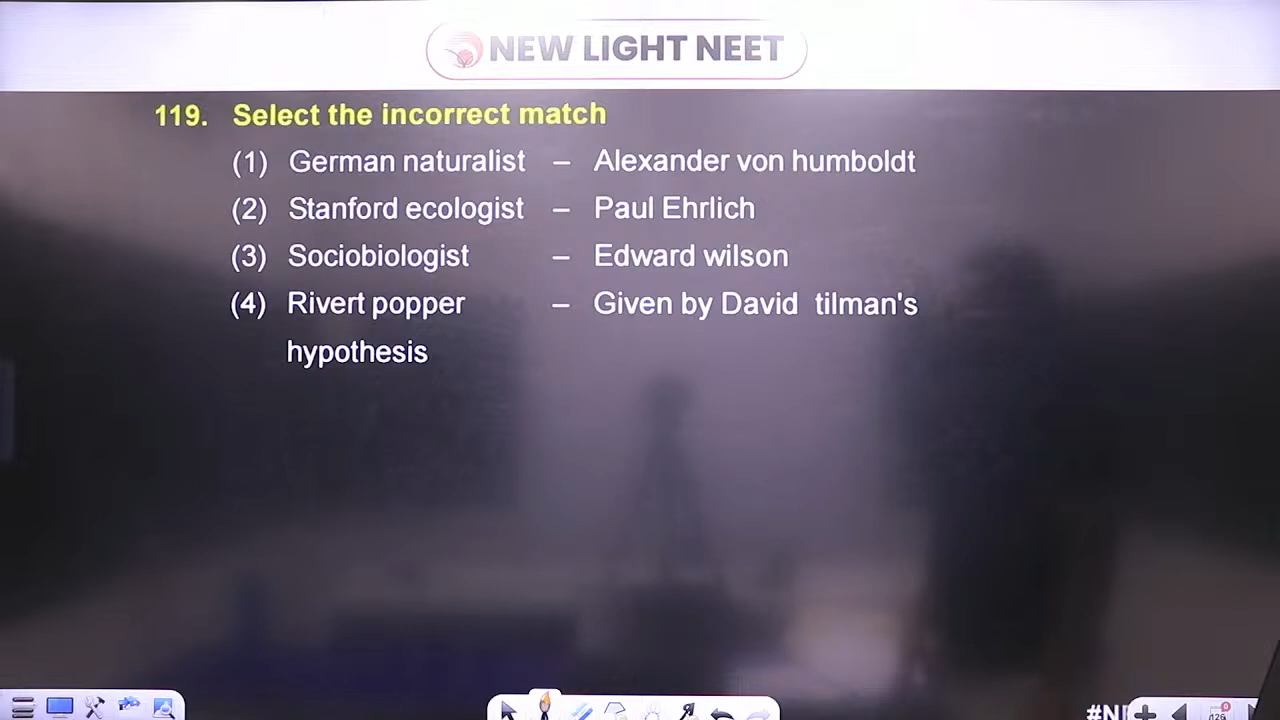 NEW LIGHT NEET
119. Select the incorrect match
(1) German naturalist – Alexander von humboldt
(2) Stanford ecologist – Paul Ehrlich
(3) Sociobiologist – Edward wilson
(4) Rivert popper – Given by David tilman's
hypothesis
126